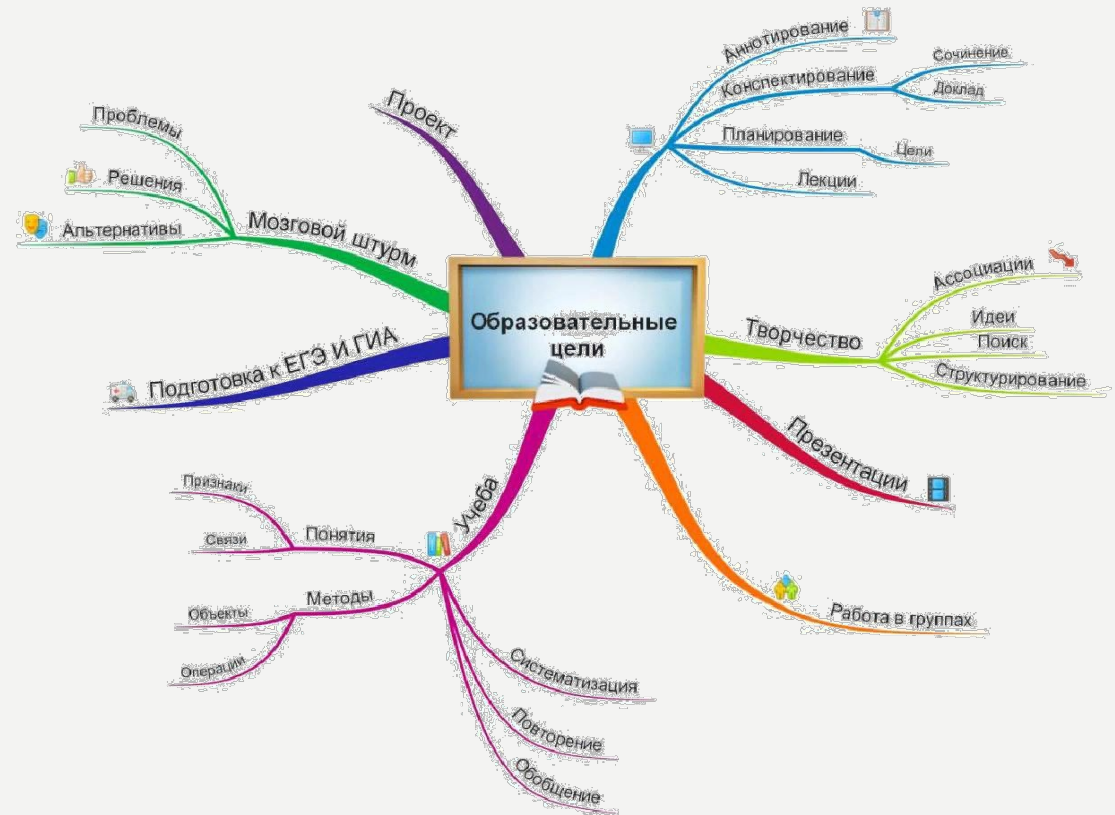 Образовательные
цели
Аннотирование
Конспектирование
Сочинение
Доклад
Планирование
Цели
Лекции
Творчество
Ассоциации
Идеи
Поиск
Структурирование
Презентации
Работа в группах
Учеба
Понятия
Признаки
Связи
Методы
Объекты
Операции
Систематизация
Повторение
Обобщение
Подготовка к ЕГЭ И ГИА
Мозговой штурм
Проблемы
Решения
Альтернативы
Проект